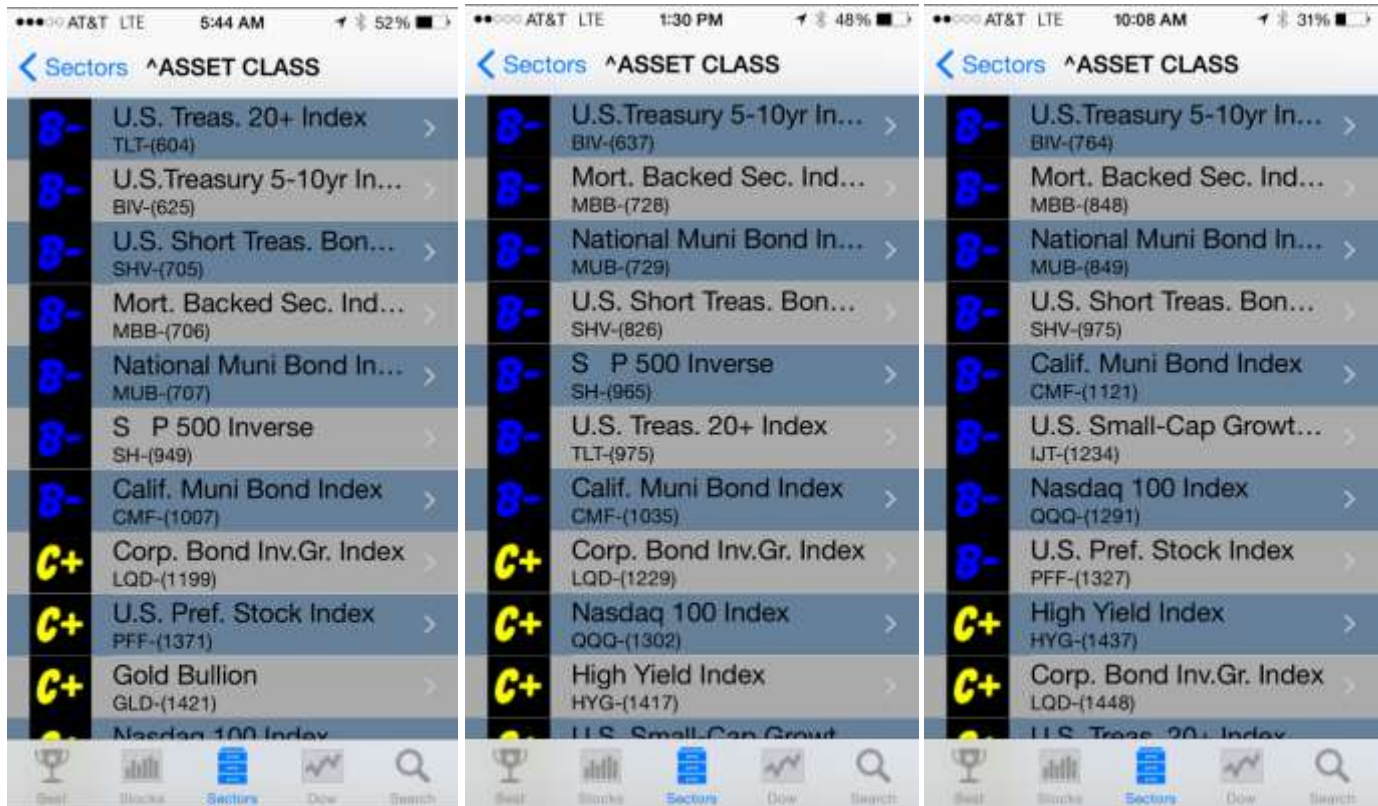 AT&T LTE 5:44 AM 52%
Sectors ^ASSET CLASS
B- U.S. Treas. 20+ Index
TLT-(604)
B- U.S.Treasury 5-10yr In...
BIV-(625)
B- U.S. Short Treas. Bon...
SHV-(705)
B- Mort. Backed Sec. Ind...
MBB-(706)
B- National Muni Bond In...
MUB-(707)
B- S P 500 Inverse
SH-(949)
B- Calif. Muni Bond Index
CMF-(1007)
C+ Corp. Bond Inv.Gr. Index
LQD-(1199)
C+ U.S. Pref. Stock Index
PFF-(1371)
C+ Gold Bullion
GLD-(1421)
Nasdaq 100 Index
Best Stocks Sectors Dow Search
AT&T LTE 1:30 PM 48%
Sectors ^ASSET CLASS
B- U.S.Treasury 5-10yr In...
BIV-(637)
B- Mort. Backed Sec. Ind...
MBB-(728)
B- National Muni Bond In...
MUB-(729)
B- U.S. Short Treas. Bon...
SHV-(826)
B- S P 500 Inverse
SH-(965)
B- U.S. Treas. 20+ Index
TLT-(975)
B- Calif. Muni Bond Index
CMF-(1035)
C+ Corp. Bond Inv.Gr. Index
LQD-(1229)
C+ Nasdaq 100 Index
QQQ-(1302)
C+ High Yield Index
HYG-(1417)
U.S. Small-Cap Growt...
Best Stocks Sectors Dow Search
AT&T LTE 10:08 AM 31%
Sectors ^ASSET CLASS
B- U.S.Treasury 5-10yr In...
BIV-(764)
B- Mort. Backed Sec. Ind...
MBB-(848)
B- National Muni Bond In...
MUB-(849)
B- U.S. Short Treas. Bon...
SHV-(975)
B- Calif. Muni Bond Index
CMF-(1121)
B- U.S. Small-Cap Growt...
IJT-(1234)
B- Nasdaq 100 Index
QQQ-(1291)
B- U.S. Pref. Stock Index
PFF-(1327)
C+ High Yield Index
HYG-(1437)
C+ Corp. Bond Inv.Gr. Index
LQD-(1448)
U.S. Treas. 20+ Index
Best Stocks Sectors Dow Search